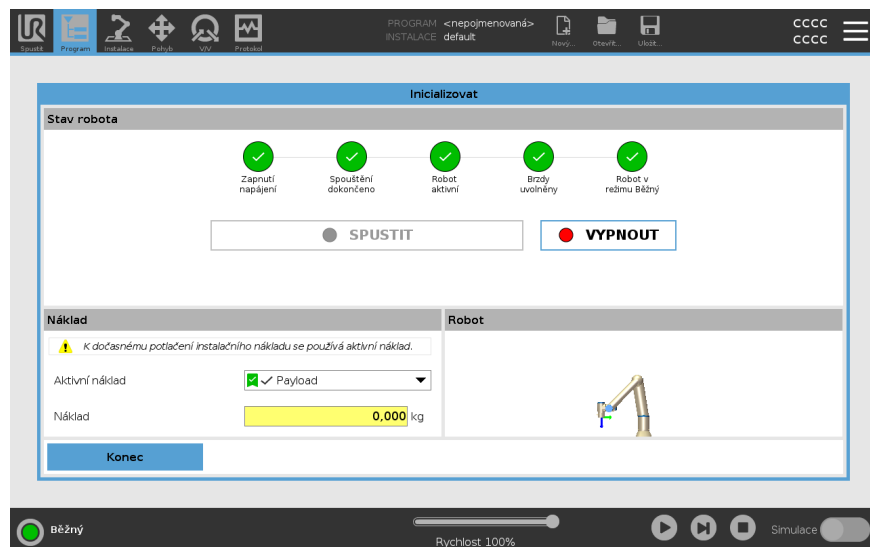 PROGRAM <nepojmenovaná>
INSTALACE default
CCCC
CCCC
Spustit Program Instalace Pohyb V/V Protokol
Nový... Otevřít... Uložit...
Inicializovat
Stav robota
Zapnutí napájení
Spouštění dokončeno
Robot aktivní
Brzdy uvolněny
Robot v režimu Běžný
SPUSTIT
VYPNOUT
Náklad
Robot
K dočasnému potlačení instalačního nákladu se používá aktivní náklad.
Aktivní náklad
Payload
Náklad
0,000 kg
Konec
Běžný
Rychlost 100%
Simulace